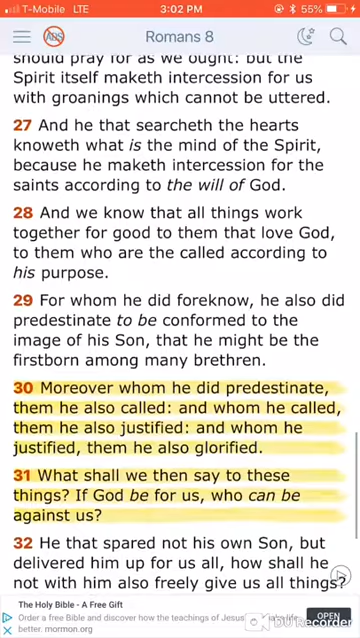 T-Mobile 3:02 PM 55%
ADS Romans 8
should pray for as we ought: but the
Spirit itself maketh intercession for us
with groanings which cannot be uttered.
27 And he that searcheth the hearts
knoweth what is the mind of the Spirit,
because he maketh intercession for the
saints according to the will of God.
28 And we know that all things work
together for good to them that love God,
to them who are the called according to
his purpose.
29 For whom he did foreknow, he also did
predestinate to be conformed to the
image of his Son, that he might be the
firstborn among many brethren.
30 Moreover whom he did predestinate,
them he also called: and whom he called,
them he also justified: and whom he
justified, them he also glorified.
31 What shall we then say to these
things? If God be for us, who can be
against us?
32 He that spared not his own Son, but
delivered him up for us all, how shall he
not with him also freely give us all things?
The Holy Bible - A Free Gift
Order a free Bible and discover how the teachings of Jesus
better. mormon.org
OPEN
DU Recorder